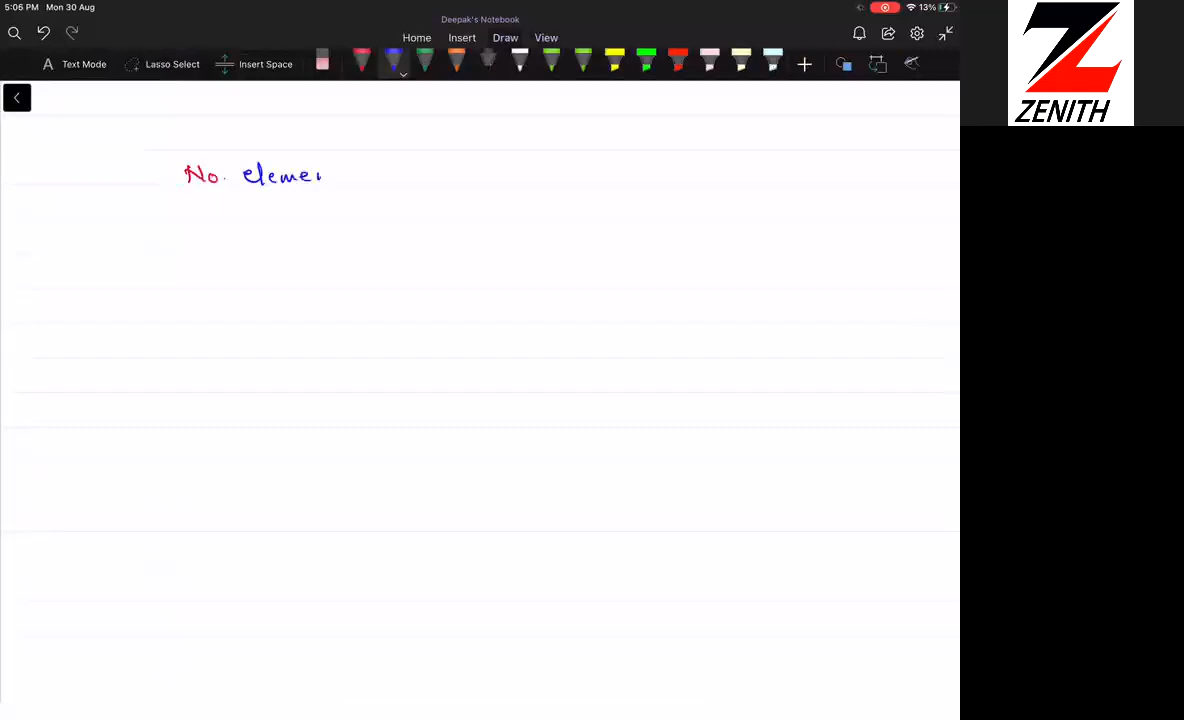 5:06 PM Mon 30 Aug
13%
Deepak's Notebook
Home Insert Draw View
A Text Mode Lasso Select Insert Space
No. elemen
ZENITH